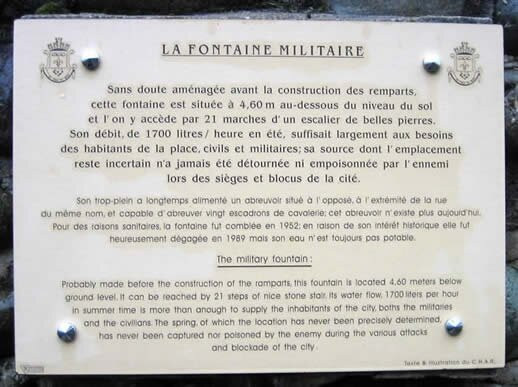 LA FONTAINE MILITAIRE
Sans doute aménagée avant la construction des remparts,
cette fontaine est située à 4,60 m au-dessous du niveau du sol
et l'on y accède par 21 marches d'un escalier de belles pierres.
Son débit, de 1700 litres/ heure en été, suffisait largement aux besoins
des habitants de la place, civils et militaires; sa source dont l'emplacement
reste incertain n'a jamais été détournée ni empoisonnée par l'ennemi
lors des sièges et blocus de la cité.
Son trop-plein a longtemps alimenté un abreuvoir situé à l'opposé, à l'extrémité de la rue
du même nom, et capable d'abreuver vingt escadrons de cavalerie; cet abreuvoir n'existe plus aujourd'hui.
Pour des raisons sanitaires, la fontaine fut comblée en 1952; en raison de son intérêt historique elle fut
heureusement dégagée en 1989 mais son eau n'est toujours pas potable.
The military fountain :
Probably made before the construction of the ramparts, this fountain is located 4,60 meters below
ground level. It can be reached by 21 steps of nice stone stair. Its water flow, 1700 liters per hour
in summer time is more than anough to supply the inhabitants of the city, boths the militaries
and the civilians. The spring, of which the location has never been precisely determined,
has never been captured nor poisoned by the enemy during the various attacks
and blockade of the city.
Texte & Illustration du C.H.A.R.